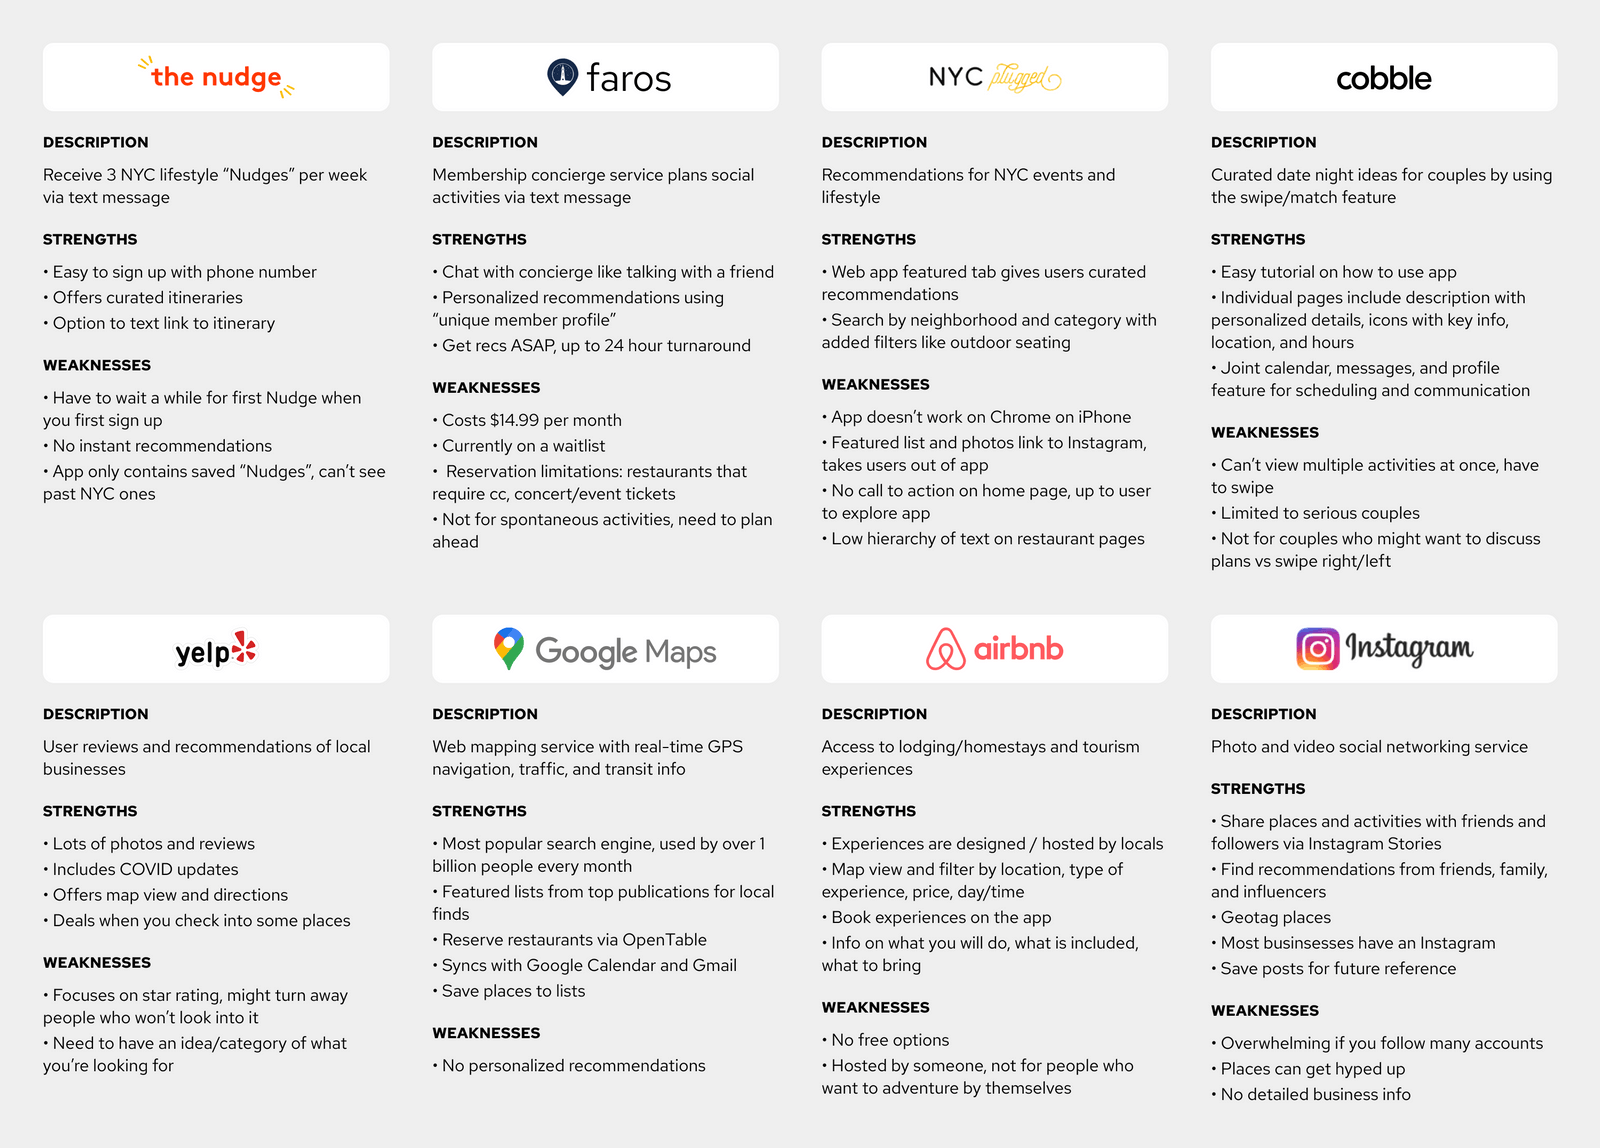 the nudge
DESCRIPTION
Receive 3 NYC lifestyle “Nudges” per week
via text message
STRENGTHS
• Easy to sign up with phone number
• Offers curated itineraries
• Option to text link to itinerary
WEAKNESSES
• Have to wait a while for first Nudge when
you first sign up
• No instant recommendations
• App only contains saved “Nudges”, can’t see
past NYC ones
faros
DESCRIPTION
Membership concierge service plans social
activities via text message
STRENGTHS
• Chat with concierge like talking with a friend
• Personalized recommendations using
“unique member profile”
• Get recs ASAP, up to 24 hour turnaround
WEAKNESSES
• Costs $14.99 per month
• Currently on a waitlist
• Reservation limitations: restaurants that
require cc, concert/event tickets
• Not for spontaneous activities, need to plan
ahead
NYC plugged
DESCRIPTION
Recommendations for NYC events and
lifestyle
STRENGTHS
• Web app featured tab gives users curated
recommendations
• Search by neighborhood and category with
added filters like outdoor seating
WEAKNESSES
• App doesn’t work on Chrome on iPhone
• Featured list and photos link to Instagram,
takes users out of app
• No call to action on home page, up to user
to explore app
• Low hierarchy of text on restaurant pages
cobble
DESCRIPTION
Curated date night ideas for couples by using
the swipe/match feature
STRENGTHS
• Easy tutorial on how to use app
• Individual pages include description with
personalized details, icons with key info,
location, and hours
• Joint calendar, messages, and profile
feature for scheduling and communication
WEAKNESSES
• Can’t view multiple activities at once, have
to swipe
• Limited to serious couples
• Not for couples who might want to discuss
plans vs swipe right/left
yelp
DESCRIPTION
User reviews and recommendations of local
businesses
STRENGTHS
• Lots of photos and reviews
• Includes COVID updates
• Offers map view and directions
• Deals when you check into some places
WEAKNESSES
• Focuses on star rating, might turn away
people who won’t look into it
• Need to have an idea/category of what
you’re looking for
Google Maps
DESCRIPTION
Web mapping service with real-time GPS
navigation, traffic, and transit info
STRENGTHS
• Most popular search engine, used by over 1
billion people every month
• Featured lists from top publications for local
finds
• Reserve restaurants via OpenTable
• Syncs with Google Calendar and Gmail
• Save places to lists
WEAKNESSES
• No personalized recommendations
airbnb
DESCRIPTION
Access to lodging/homestays and tourism
experiences
STRENGTHS
• Experiences are designed / hosted by locals
• Map view and filter by location, type of
experience, price, day/time
• Book experiences on the app
• Info on what you will do, what is included,
what to bring
WEAKNESSES
• No free options
• Hosted by someone, not for people who
want to adventure by themselves
Instagram
DESCRIPTION
Photo and video social networking service
STRENGTHS
• Share places and activities with friends and
followers via Instagram Stories
• Find recommendations from friends, family,
and influencers
• Geotag places
• Most businsesses have an Instagram
• Save posts for future reference
WEAKNESSES
• Overwhelming if you follow many accounts
• Places can get hyped up
• No detailed business info